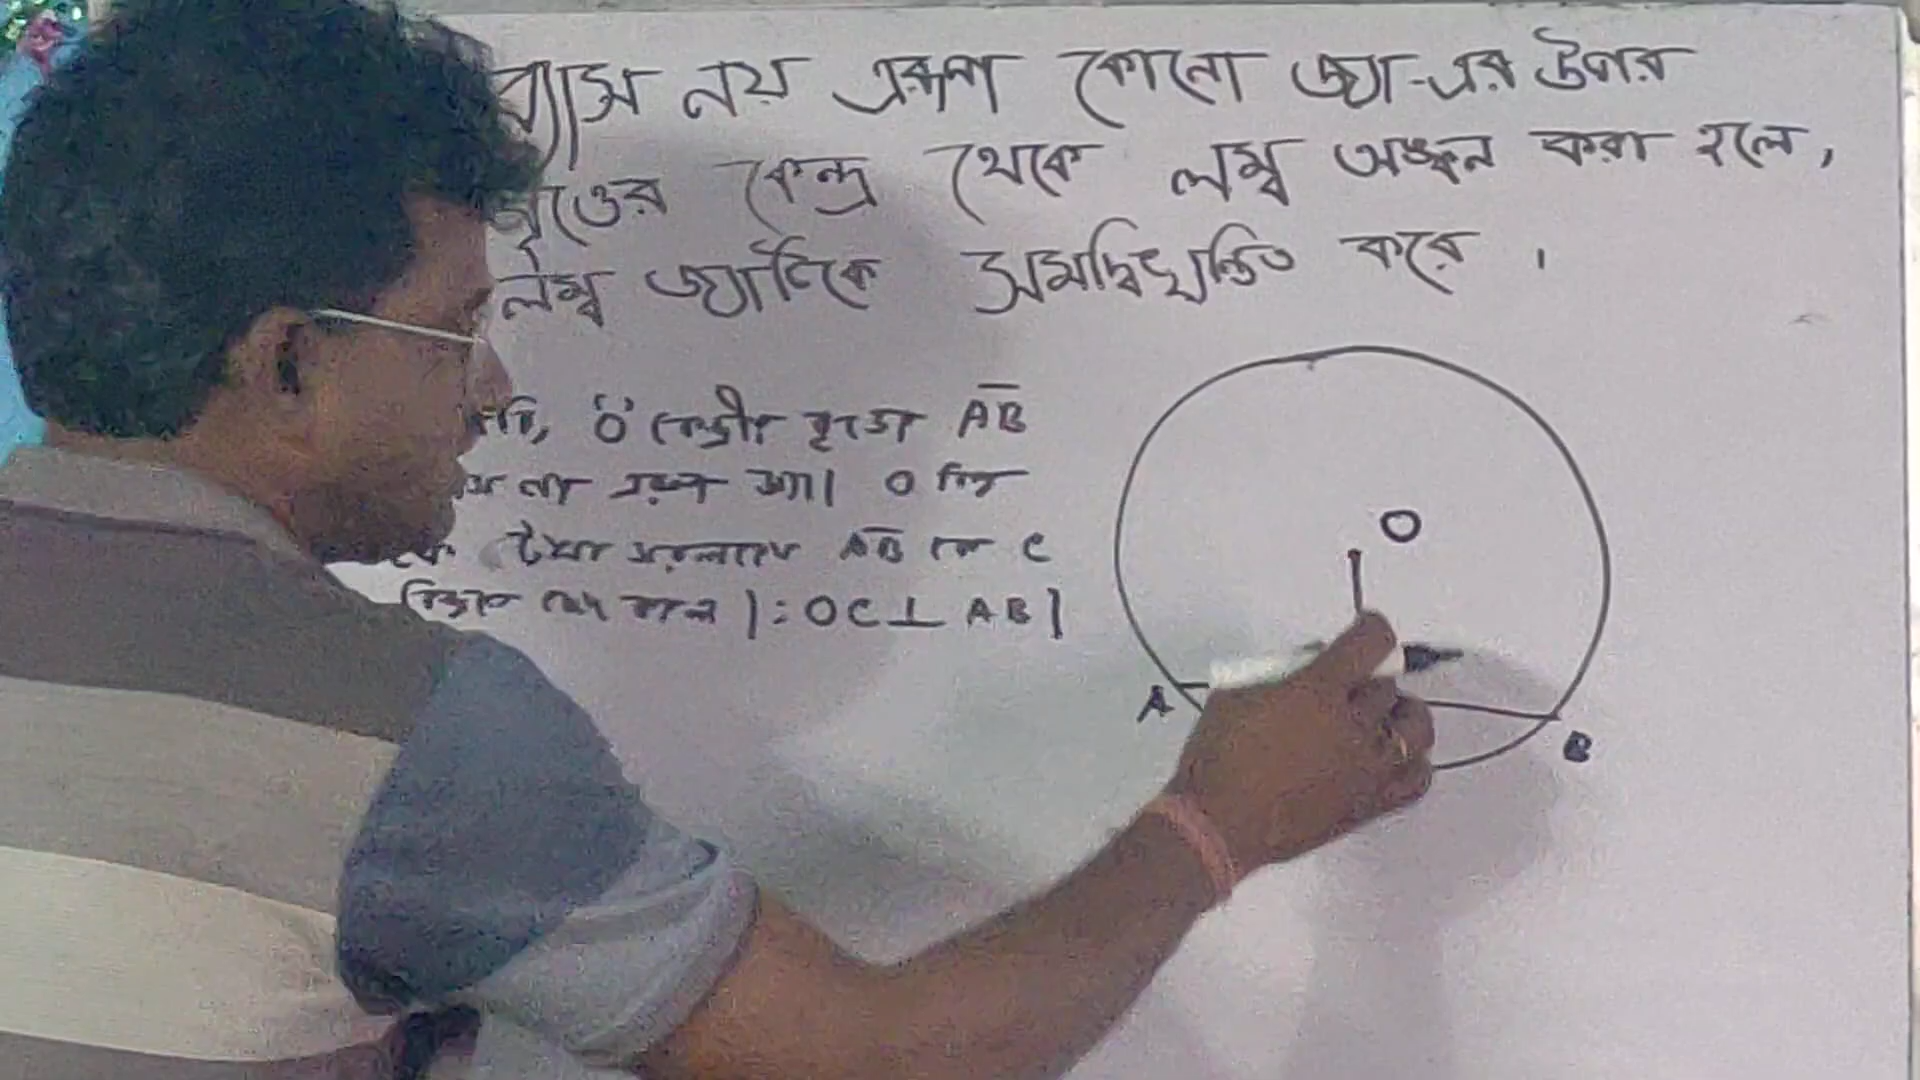 ব্যাস নয় এরূপ কোনো জ্যা-এর উপর
বৃত্তের কেন্দ্র থেকে লম্ব অঙ্কন করা হলে,
লম্ব জ্যাটিকে সমদ্বিখণ্ডিত করে ।
'O' কেন্দ্রীয় বৃত্তের AB
নয় এরূপ জ্যা। O বিন্দু
AB কে C
বিন্দুতে ছেদ করল |: OC⊥ AB|
O
A
B